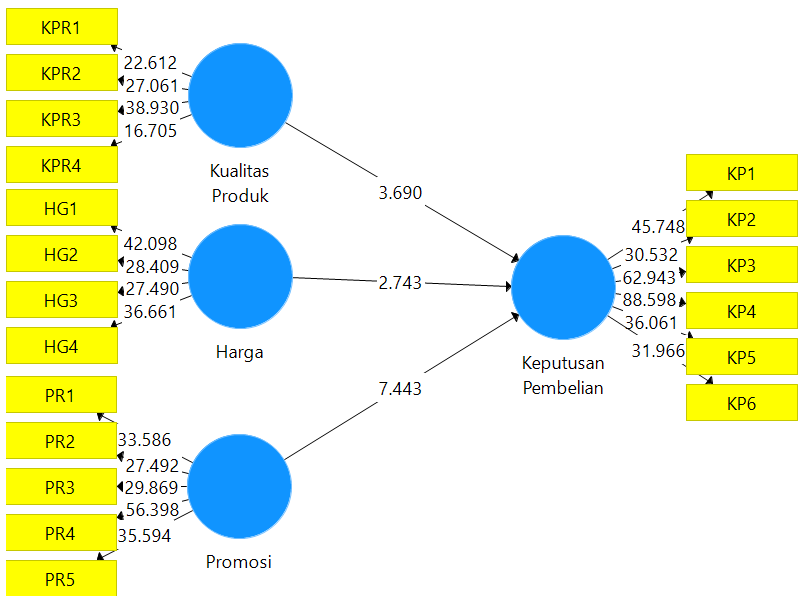 KPR1
KPR2
KPR3
KPR4
22.612
27.061
38.930
16.705
Kualitas
Produk
HG1
HG2
HG3
HG4
42.098
28.409
27.490
36.661
Harga
PR1
PR2
PR3
PR4
PR5
33.586
27.492
29.869
56.398
35.594
Promosi
3.690
2.743
7.443
Keputusan
Pembelian
45.748
30.532
62.943
88.598
36.061
31.966
KP1
KP2
KP3
KP4
KP5
KP6